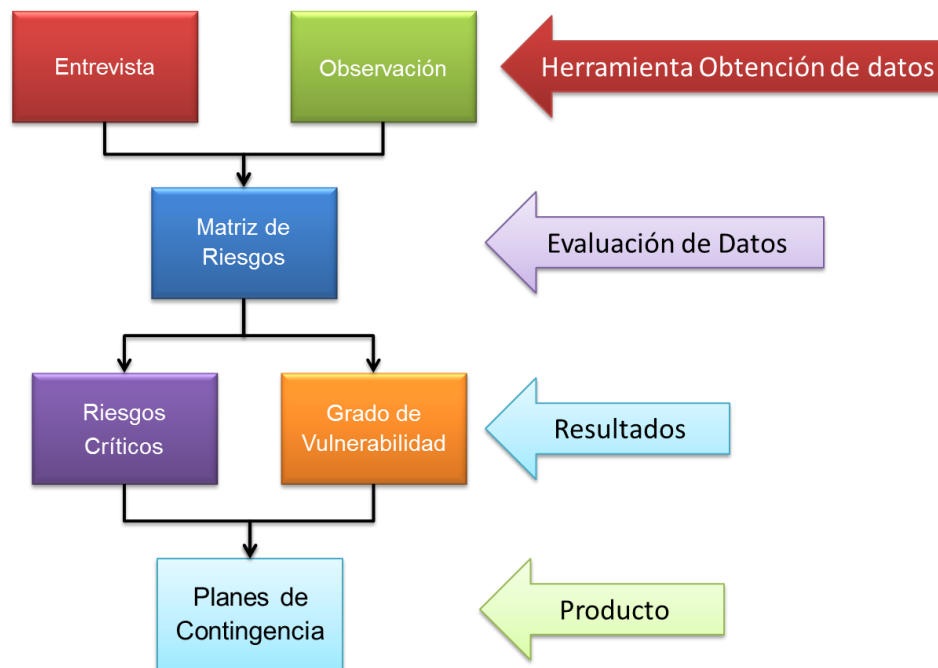 Entrevista
Observación
Herramienta Obtención de datos
Matriz de
Riesgos
Evaluación de Datos
Riesgos
Críticos
Grado de
Vulnerabilidad
Resultados
Planes de
Contingencia
Producto